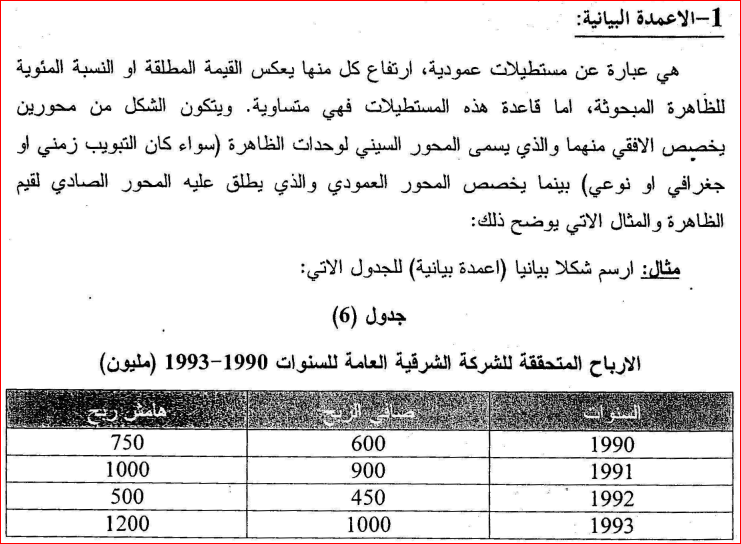 1-الاعمدة البيانية:
هي عبارة عن مستطيلات عمودية، ارتفاع كل منها يعكس القيمة المطلقة او النسبة المئوية
للظاهرة المبحوثة، اما قاعدة هذه المستطيلات فهي متساوية. ويتكون الشكل من محورين
يخصص الافقي منهما والذي يسمى المحور السيني لوحدات الظاهرة (سواء كان التبويب زمني او
جغرافي او نوعي) بينما يخصص المحور العمودي والذي يطلق عليه المحور الصادي لقيم
الظاهرة والمثال الاتي يوضح ذلك:
مثال: ارسم شكلا بيانيا (اعمدة بيانية) للجدول الاتي:
جدول (6)
الارباح المتحققة للشركة الشرقية العامة للسنوات 1990-1993 (مليون)
السنوات صافي الربح هامش ربح
1990 600 750
1991 900 1000
1992 450 500
1993 1000 1200